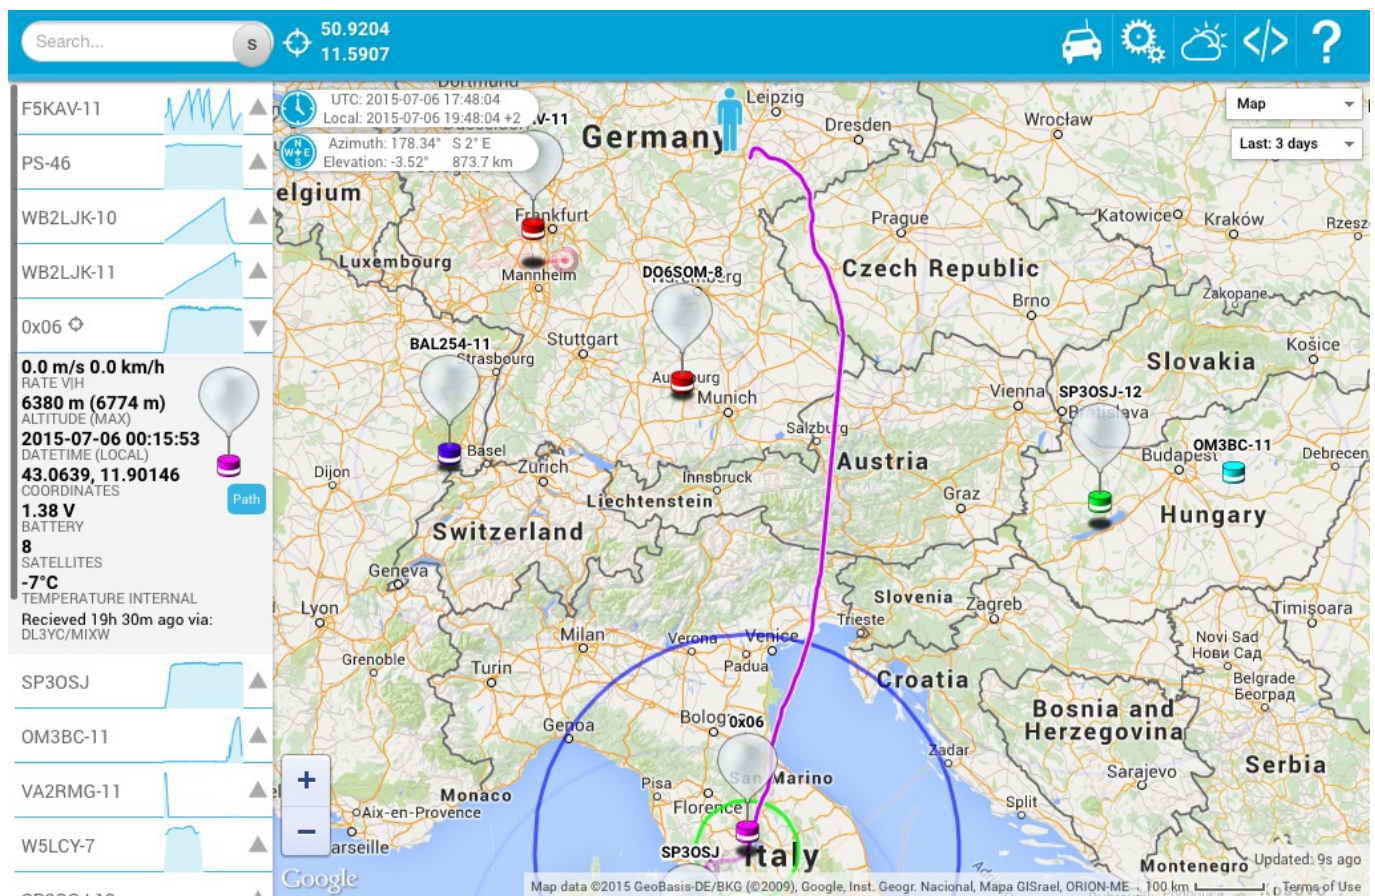 Search...
S
50.9204
11.5907
F5KAV-11
PS-46
WB2LJK-10
WB2LJK-11
0x06
0.0 m/s 0.0 km/h
RATE V|H
6380 m (6774 m)
ALTITUDE (MAX)
2015-07-06 00:15:53
DATETIME (LOCAL)
43.0639, 11.90146
COORDINATES
Path
1.38 V
BATTERY
8
SATELLITES
-7°C
TEMPERATURE INTERNAL
Recieved 19h 30m ago via:
DL3YC/MIXW
SP3OSJ
OM3BC-11
VA2RMG-11
W5LCY-7
UTC: 2015-07-06 17:48:04
Local: 2015-07-06 19:48:04 +2
Azimuth: 178.34° S 2° E
Elevation: -3.52° 873.7 km
N
W E
S
Map
Last: 3 days
Dortmund
V-11
Leipzig
Germany
Dresden
Wrocław
elgium
Frankfurt
Prague
Katowice
Kraków
Rzesz
Luxembourg
Mannheim
DO6SOM-8
Czech Republic
Brno
Zakopane
BAL254-11
Strasbourg
Stuttgart
Slovakia
Košice
Augsburg
Munich
Vienna
SP3OSJ-12
Bratislava
Salzburg
OM3BC-11
Dijon
Basel
Zürich
Innsbruck
Austria
Budapest
Debrecen
Liechtenstein
Graz
Switzerland
Hungary
Geneva
Slovenia
Zagreb
Lyon
Trieste
Timișoara
Milan
Verona
Venice
Novi Sad
Нови Сад
Grenoble
Turin
Padua
Croatia
Belgrade
Београд
Genoa
Bologn
0x06
Bosnia and
Herzegovina
Zadar
Serbia
San Marino
Sarajevo
Pisa
Monaco
Florence
Split
Aix-en-Provence
arseille
SP3OSJ
Italy
Montenegro
Updated: 9s ago
+
−
Google
Map data ©2015 GeoBasis-DE/BKG (©2009), Google, Inst. Geogr. Nacional, Mapa GISrael, ORION-ME
100 km
Terms of Use